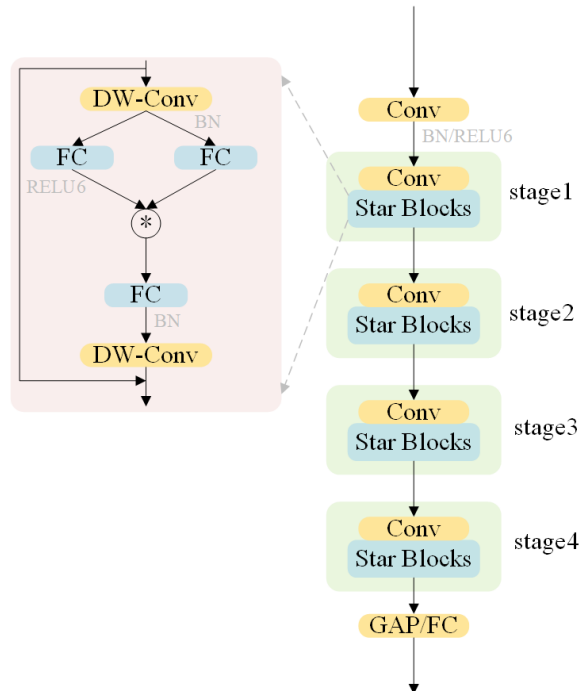 DW-Conv
BN
FC
FC
RELU6
*
FC
BN
DW-Conv
Conv
BN/RELU6
Conv
Star Blocks
stage1
Conv
Star Blocks
stage2
Conv
Star Blocks
stage3
Conv
Star Blocks
stage4
GAP/FC